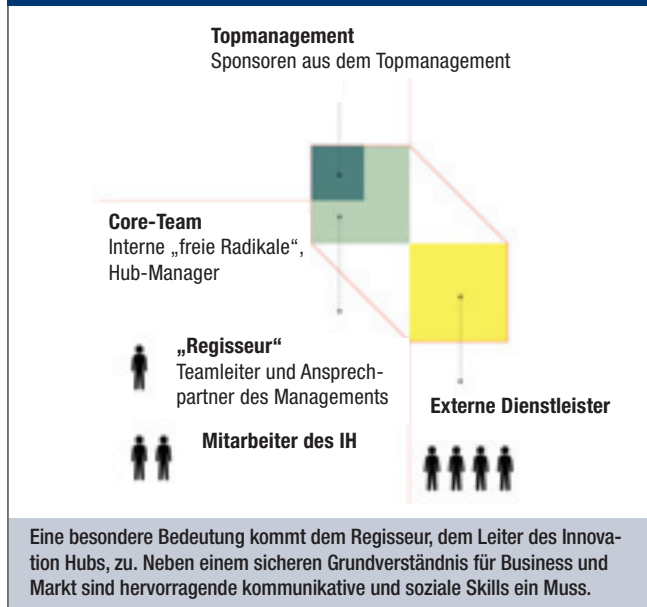 Topmanagement
Sponsoren aus dem Topmanagement
Core-Team
Interne „freie Radikale“,
Hub-Manager
„Regisseur“
Teamleiter und Ansprech-
partner des Managements
Externe Dienstleister
Mitarbeiter des IH
Eine besondere Bedeutung kommt dem Regisseur, dem Leiter des Innova-
tion Hubs, zu. Neben einem sicheren Grundverständnis für Business und
Markt sind hervorragende kommunikative und soziale Skills ein Muss.